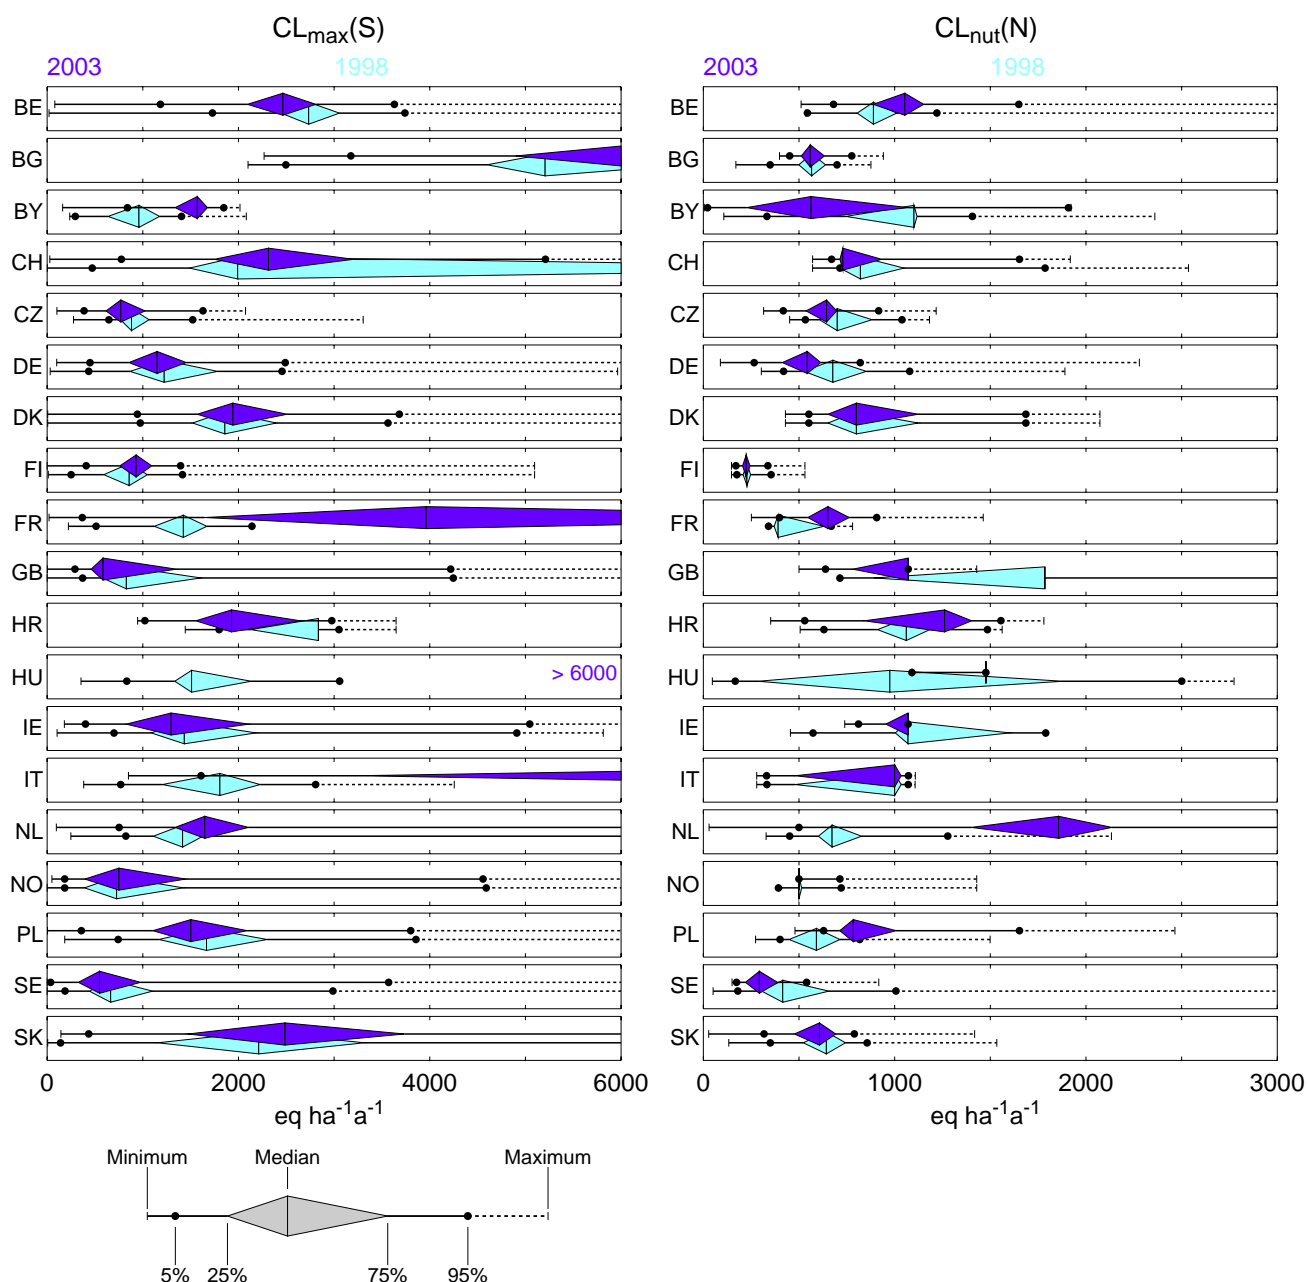 CLmax(S) CLnut(N)
2003 1998 2003 1998
BE BE
BG BG
BY BY
CH CH
CZ CZ
DE DE
DK DK
FI FI
FR FR
GB GB
HR HR
HU > 6000 HU
IE IE
IT IT
NL NL
NO NO
PL PL
SE SE
SK SK
0 2000 4000 6000 0 1000 2000 3000
eq ha-1a-1 eq ha-1a-1
Minimum Median Maximum
5% 25% 75% 95%